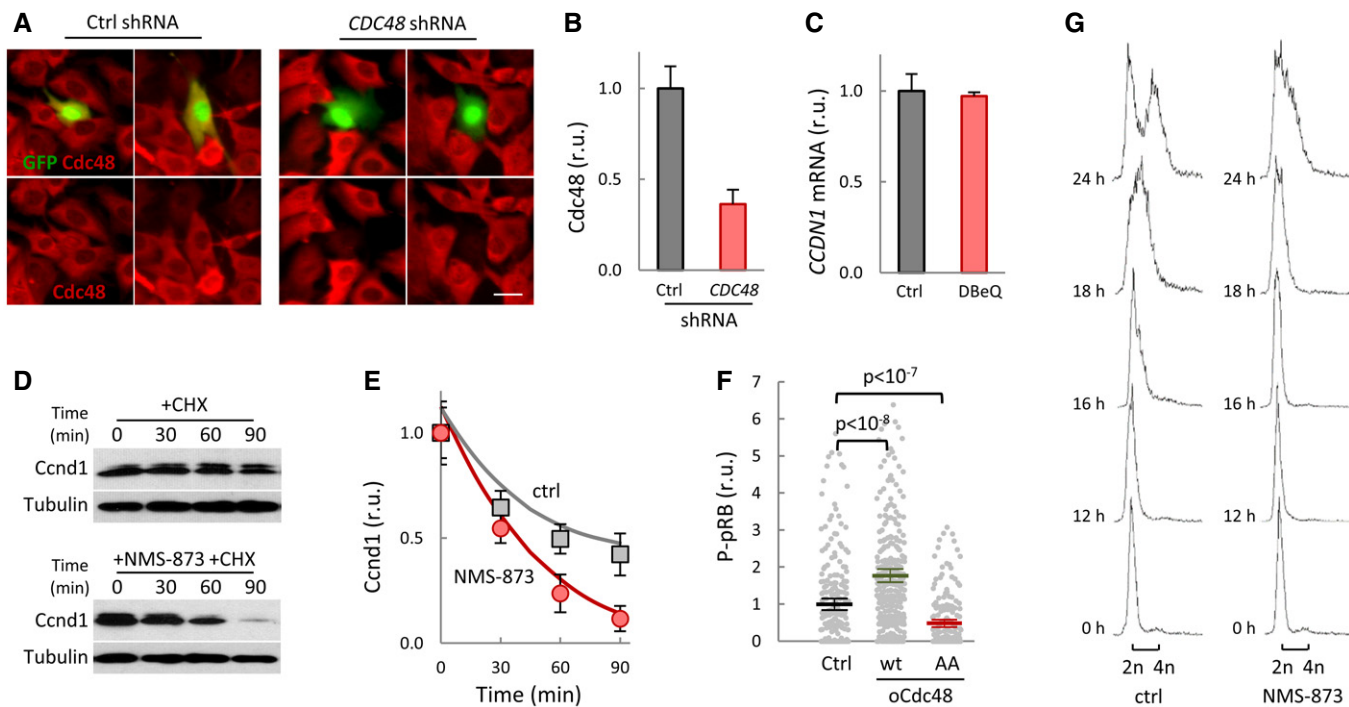 A
Ctrl shRNA
CDC48 shRNA
GFP Cdc48
Cdc48
B
Cdc48 (r.u.)
1.0
0.5
0.0
Ctrl CDC48
shRNA
C
CCDN1 mRNA (r.u.)
1.0
0.5
0.0
Ctrl DBeQ
D
Time (min)
+CHX
0 30 60 90
Ccnd1
Tubulin
Time (min)
+NMS-873 +CHX
0 30 60 90
Ccnd1
Tubulin
E
Ccnd1 (r.u.)
1.0
0.5
0.0
ctrl
NMS-873
0 30 60 90
Time (min)
F
P-pRB (r.u.)
7
6
5
4
3
2
1
0
p<10-7
p<10-8
Ctrl wt AA
oCdc48
G
24 h
18 h
16 h
12 h
0 h
2n 4n
ctrl
24 h
18 h
16 h
12 h
0 h
2n 4n
NMS-873